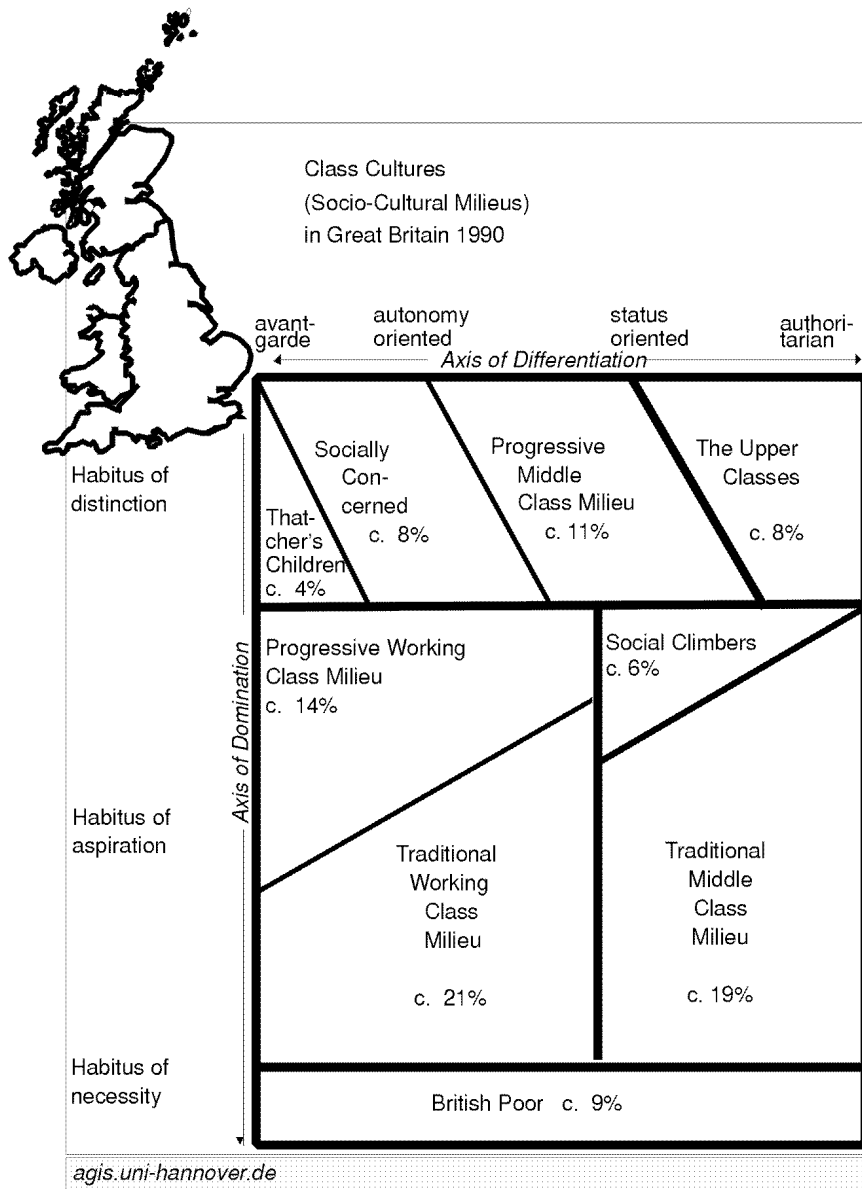 Class Cultures
(Socio-Cultural Milieus)
in Great Britain 1990
avant-
garde
autonomy
oriented
status
oriented
authori-
tarian
Axis of Differentiation
Habitus of
distinction
Socially
Con-
cerned
c. 8%
Progressive
Middle
Class Milieu
c. 11%
The Upper
Classes
c. 8%
That-
cher's
Children
c. 4%
Axis of Domination
Progressive Working
Class Milieu
c. 14%
Social Climbers
c. 6%
Habitus of
aspiration
Traditional
Working
Class
Milieu
c. 21%
Traditional
Middle
Class
Milieu
c. 19%
Habitus of
necessity
British Poor c. 9%
agis.uni-hannover.de